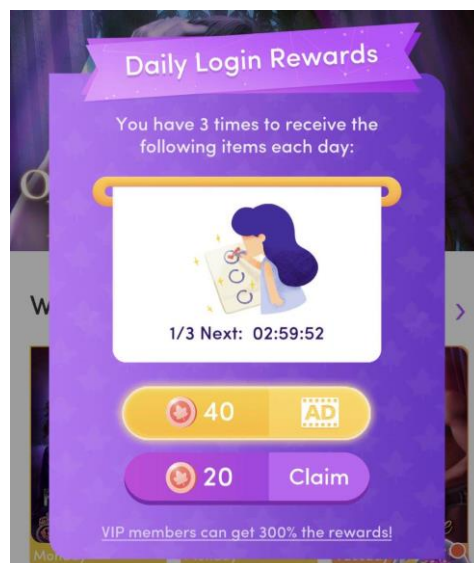 Daily Login Rewards
You have 3 times to receive the
following items each day:
W
1/3 Next: 02:59:52
40 AD
20 Claim
VIP members can get 300% the rewards!